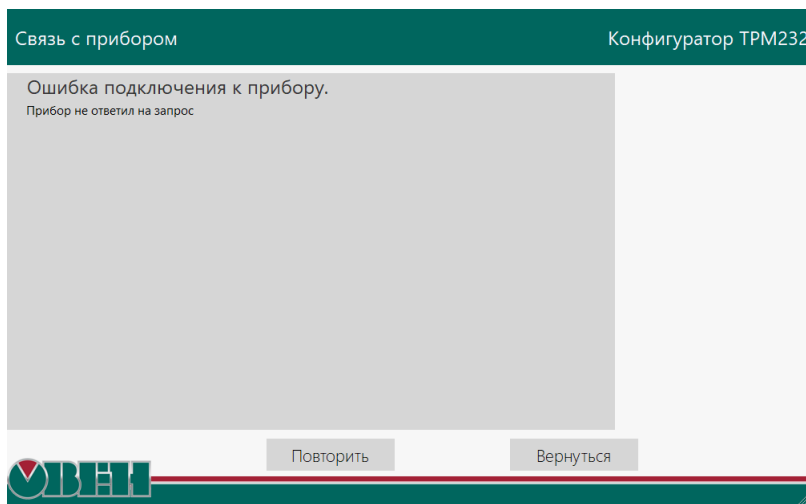 Связь с прибором
Конфигуратор ТРМ232
Ошибка подключения к прибору.
Прибор не ответил на запрос
Повторить
Вернуться
ОВЕН